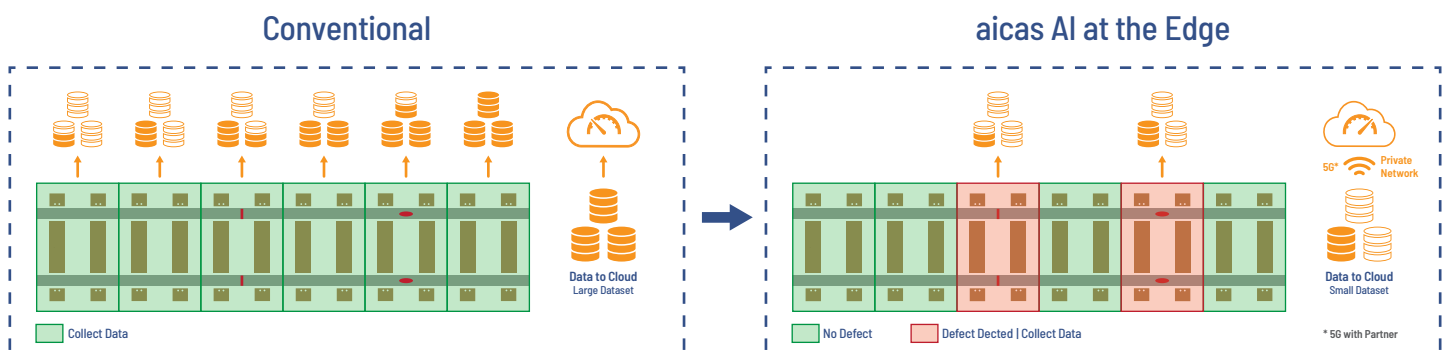 Conventional
aicas AI at the Edge
Data to Cloud
Large Dataset
Collect Data
5G*
Private
Network
Data to Cloud
Small Dataset
No Defect
Defect Dected | Collect Data
* 5G with Partner